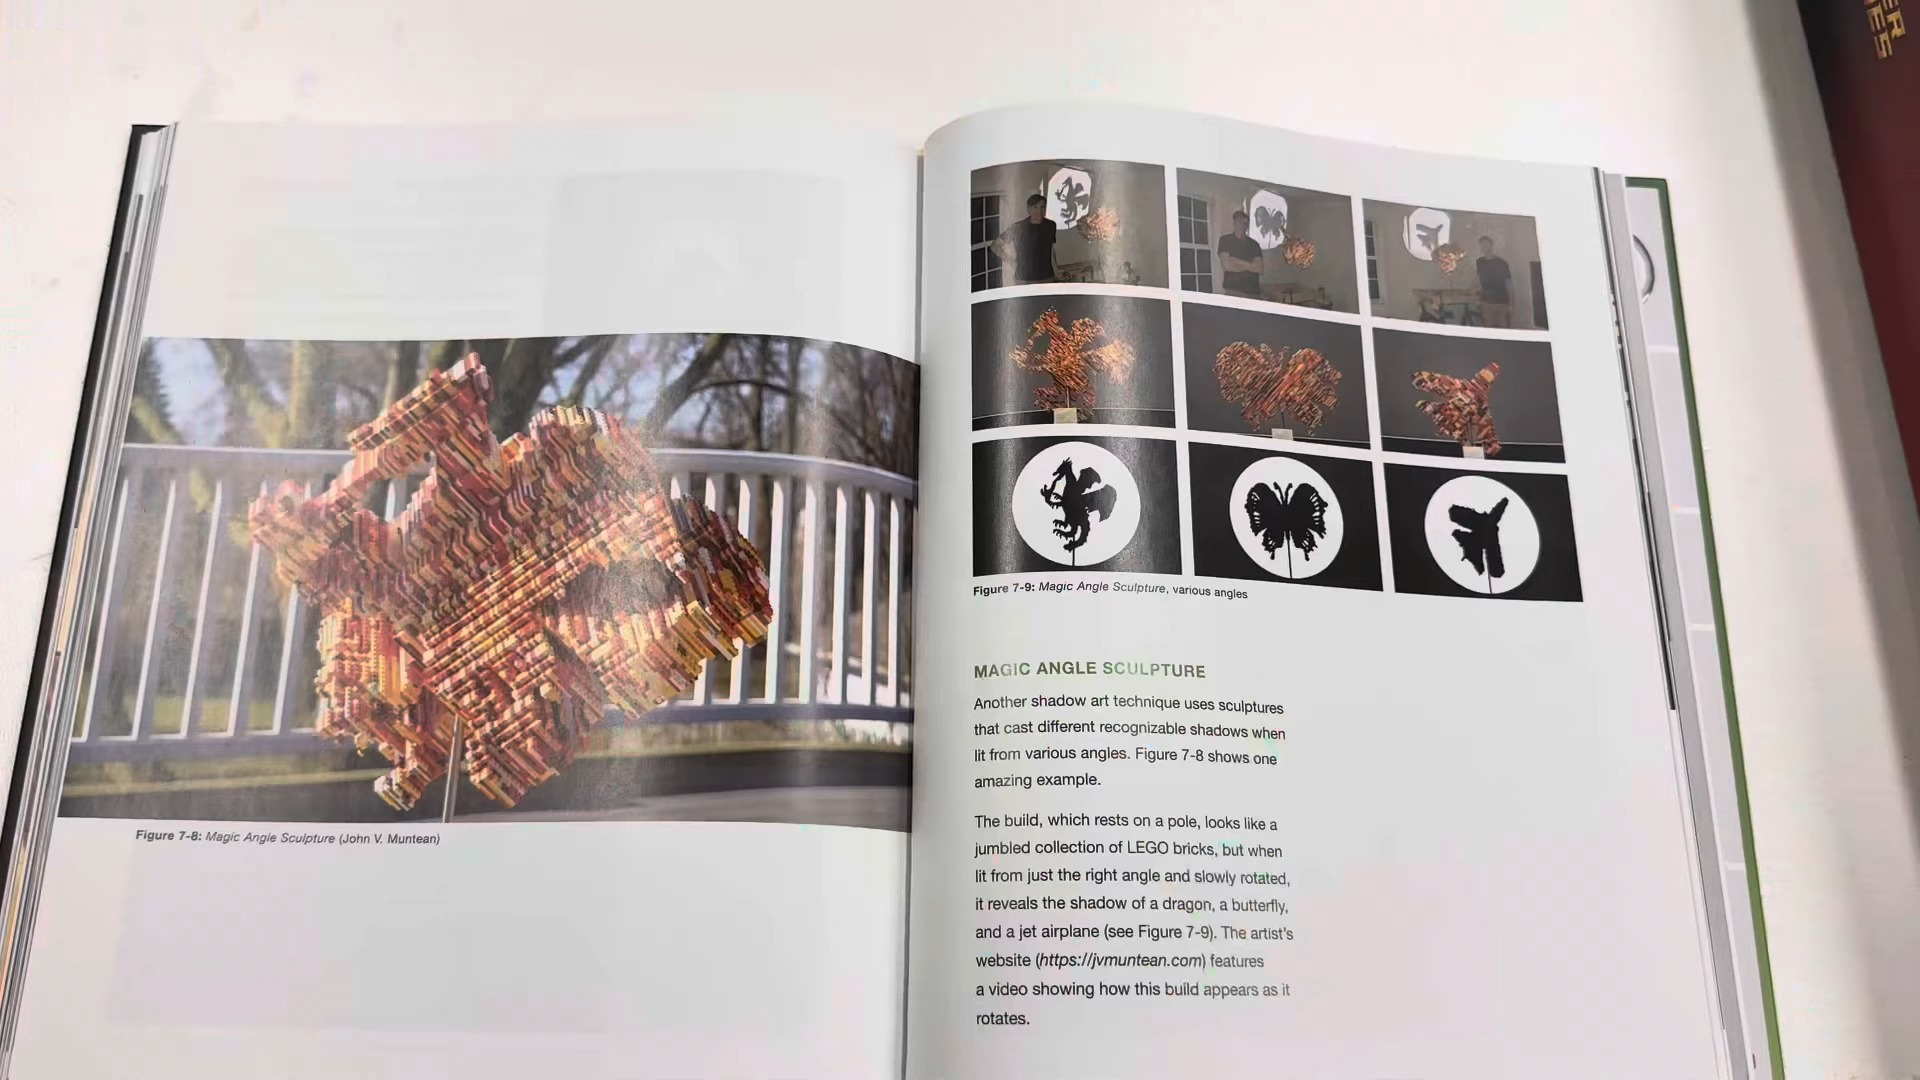 Figure 7-8: Magic Angle Sculpture (John V. Muntean)
Figure 7-9: Magic Angle Sculpture, various angles
MAGIC ANGLE SCULPTURE
Another shadow art technique uses sculptures
that cast different recognizable shadows when
lit from various angles. Figure 7-8 shows one
amazing example.
The build, which rests on a pole, looks like a
jumbled collection of LEGO bricks, but when
lit from just the right angle and slowly rotated,
it reveals the shadow of a dragon, a butterfly,
and a jet airplane (see Figure 7-9). The artist's
website (https://jvmuntean.com) features
a video showing how this build appears as it
rotates.